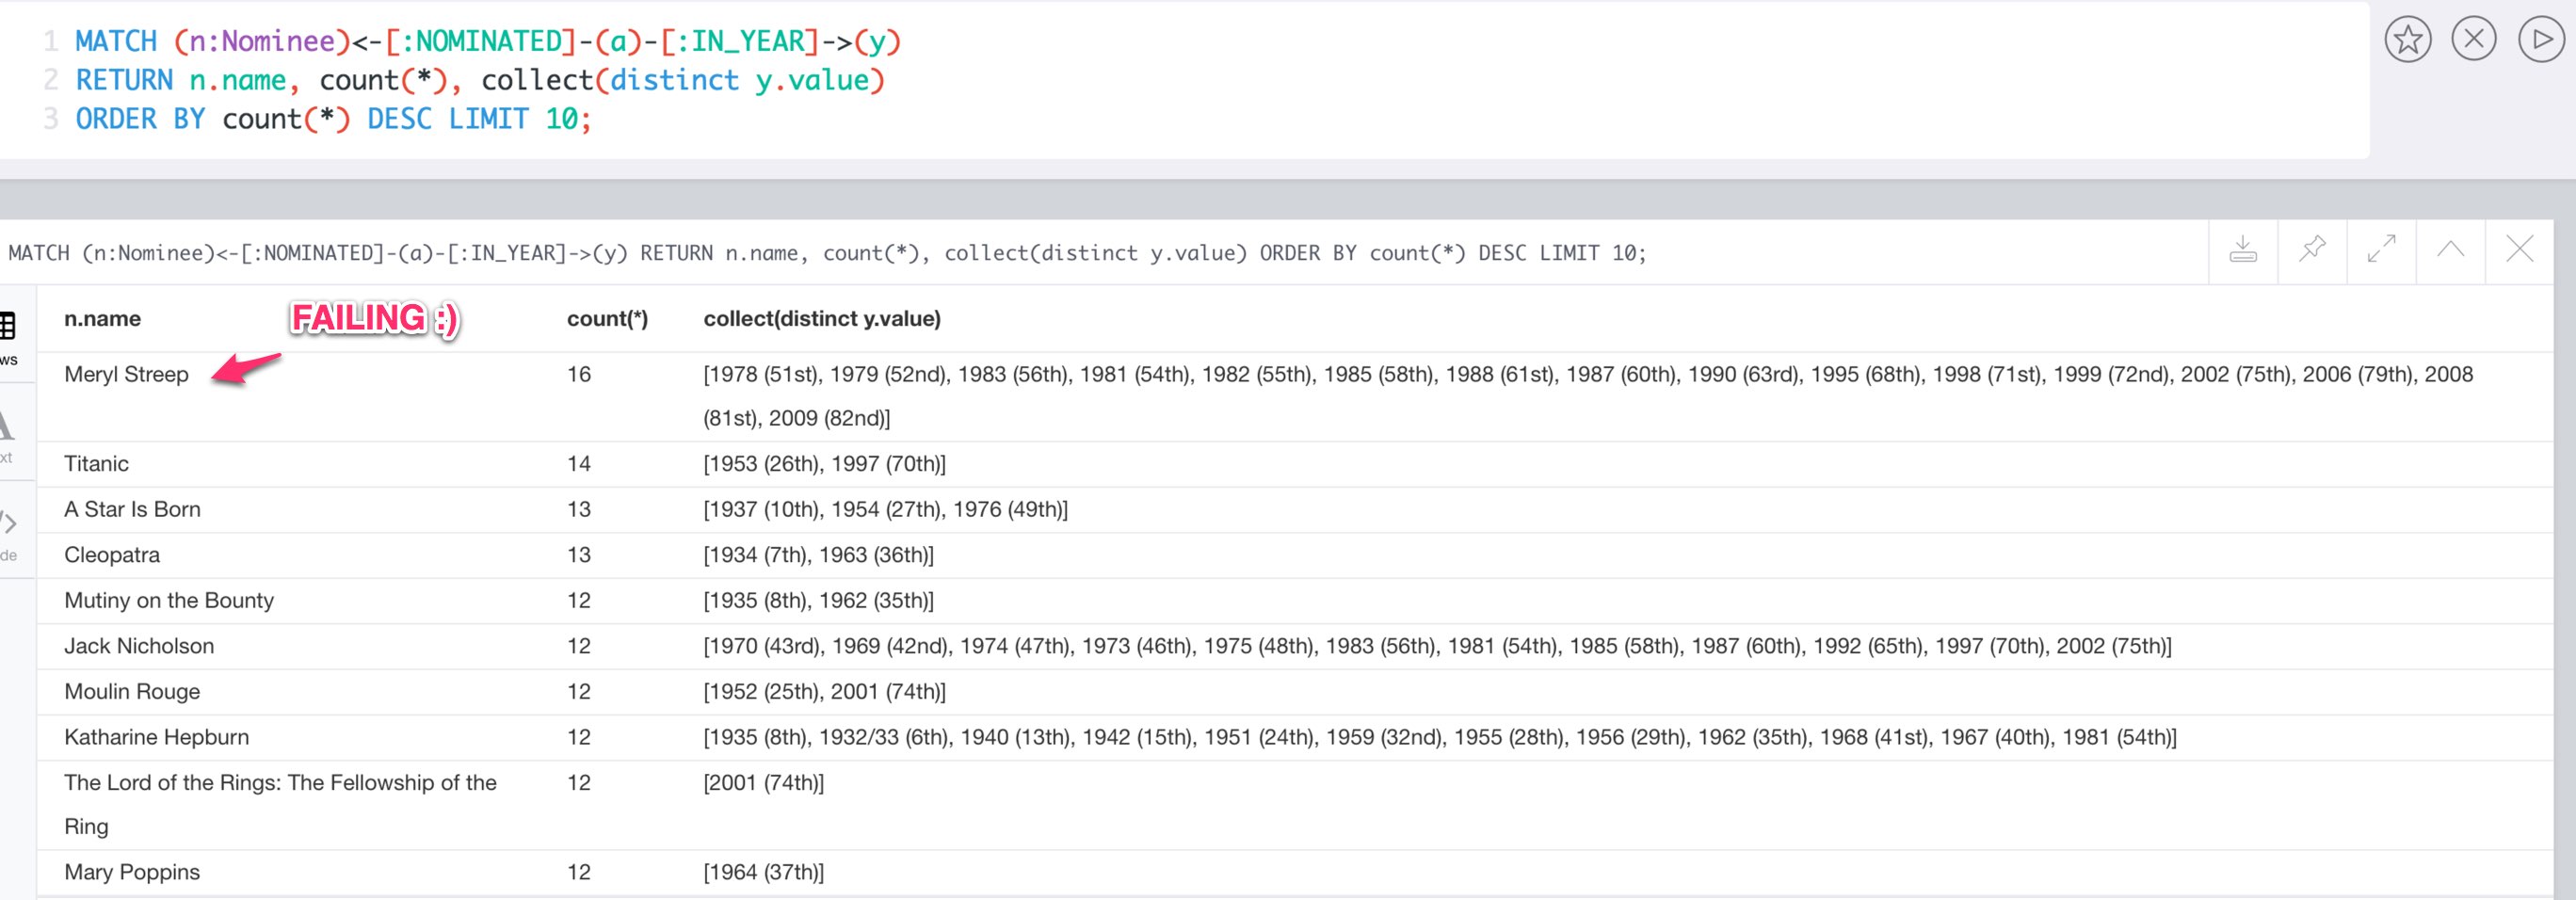 1 MATCH (n:Nominee)<-[:NOMINATED]-(a)-[:IN_YEAR]->(y)
2 RETURN n.name, count(*), collect(distinct y.value)
3 ORDER BY count(*) DESC LIMIT 10;
MATCH (n:Nominee)<-[:NOMINATED]-(a)-[:IN_YEAR]->(y) RETURN n.name, count(*), collect(distinct y.value) ORDER BY count(*) DESC LIMIT 10;
n.name FAILING :) count(*) collect(distinct y.value)
ws
Meryl Streep 16 [1978 (51st), 1979 (52nd), 1983 (56th), 1981 (54th), 1982 (55th), 1985 (58th), 1988 (61st), 1987 (60th), 1990 (63rd), 1995 (68th), 1998 (71st), 1999 (72nd), 2002 (75th), 2006 (79th), 2008
(81st), 2009 (82nd)]
A
xt
Titanic 14 [1953 (26th), 1997 (70th)]
A Star Is Born 13 [1937 (10th), 1954 (27th), 1976 (49th)]
/>
de
Cleopatra 13 [1934 (7th), 1963 (36th)]
Mutiny on the Bounty 12 [1935 (8th), 1962 (35th)]
Jack Nicholson 12 [1970 (43rd), 1969 (42nd), 1974 (47th), 1973 (46th), 1975 (48th), 1983 (56th), 1981 (54th), 1985 (58th), 1987 (60th), 1992 (65th), 1997 (70th), 2002 (75th)]
Moulin Rouge 12 [1952 (25th), 2001 (74th)]
Katharine Hepburn 12 [1935 (8th), 1932/33 (6th), 1940 (13th), 1942 (15th), 1951 (24th), 1959 (32nd), 1955 (28th), 1956 (29th), 1962 (35th), 1968 (41st), 1967 (40th), 1981 (54th)]
The Lord of the Rings: The Fellowship of the 12 [2001 (74th)]
Ring
Mary Poppins 12 [1964 (37th)]